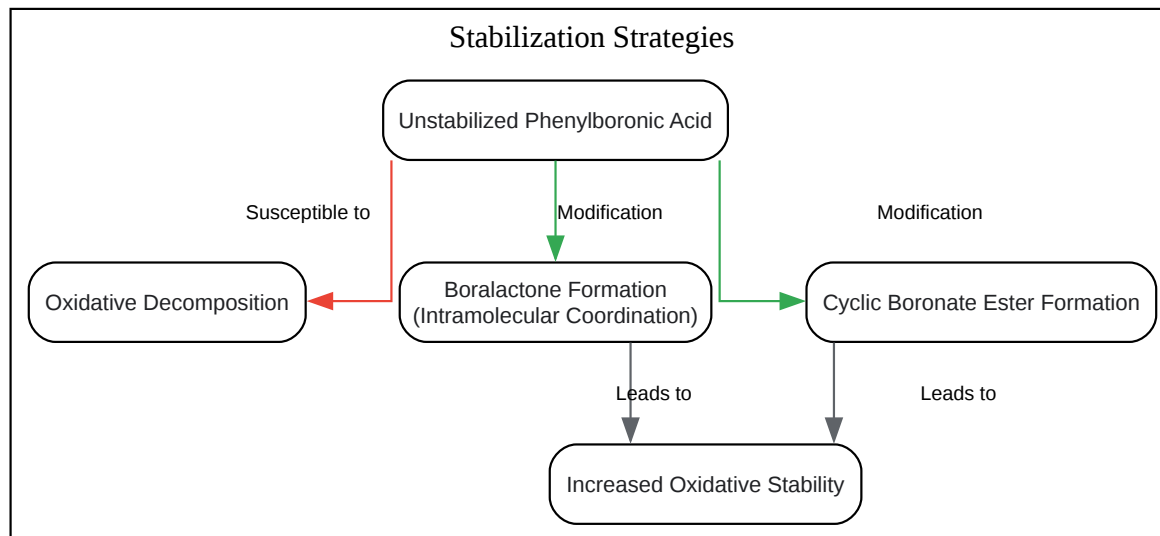 Stabilization Strategies
Unstabilized Phenylboronic Acid
Susceptible to
Modification
Modification
Oxidative Decomposition
Boralactone Formation
(Intramolecular Coordination)
Cyclic Boronate Ester Formation
Leads to
Leads to
Increased Oxidative Stability